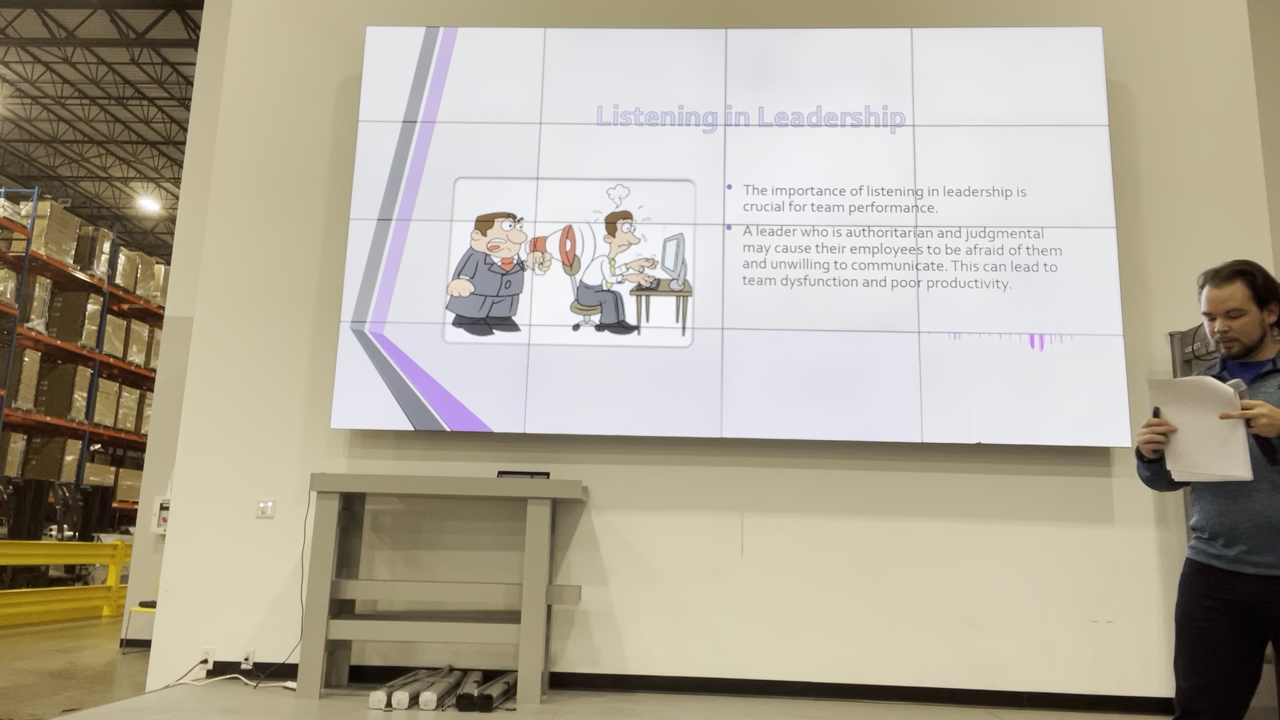 Listening in Leadership
• The importance of listening in leadership is
crucial for team performance.
• A leader who is authoritarian and judgmental
may cause their employees to be afraid of them
and unwilling to communicate. This can lead to
team dysfunction and poor productivity.